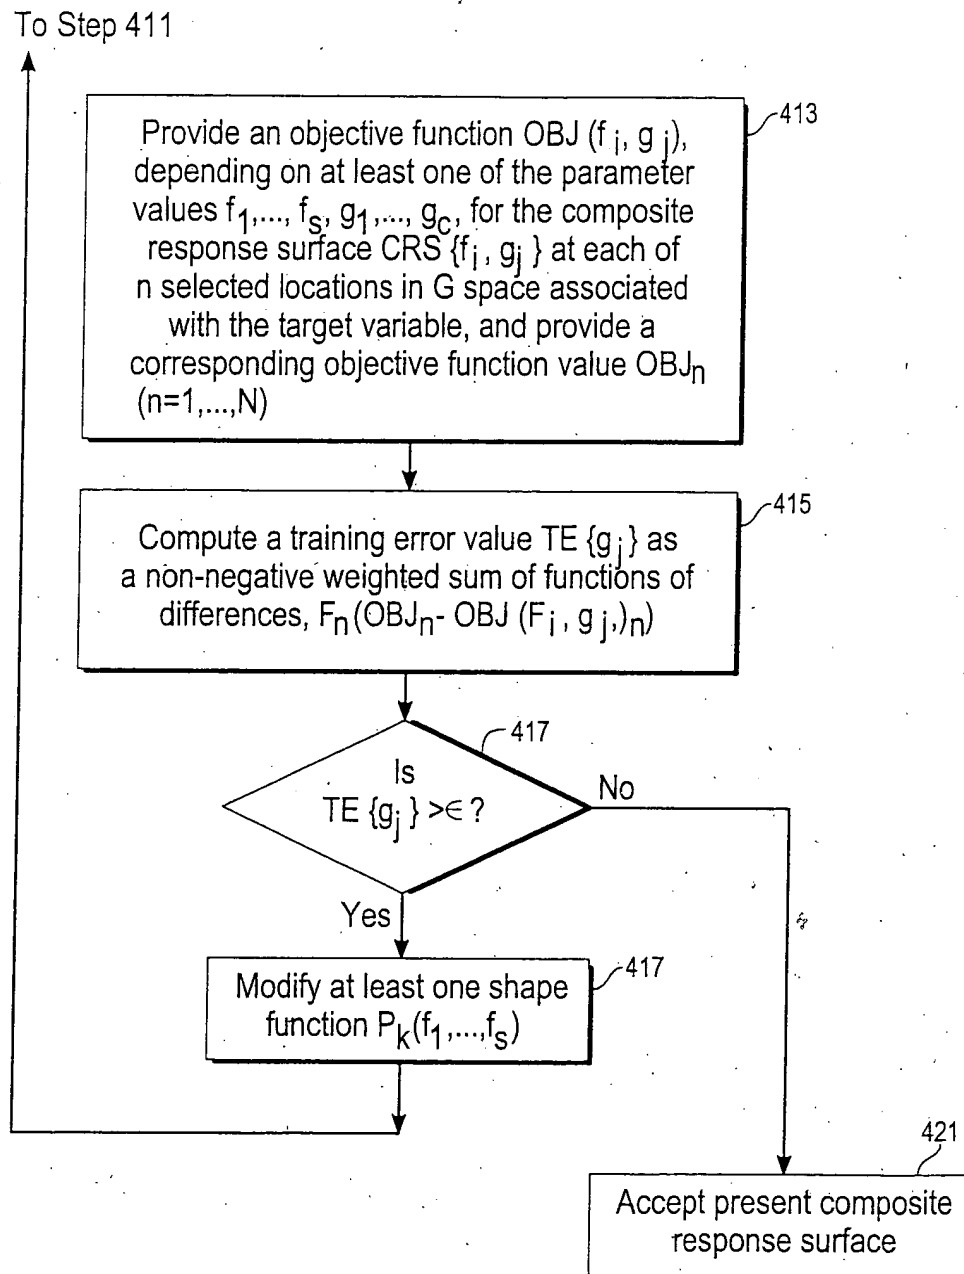 To Step 411
413
Provide an objective function OBJ (f i, g j),
depending on at least one of the parameter
values f1,..., fs, g1,..., gc, for the composite
response surface CRS {fi, gj } at each of
n selected locations in G space associated
with the target variable, and provide a
corresponding objective function value OBJn
(n=1,...,N)
415
Compute a training error value TE {gj} as
a non-negative weighted sum of functions of
differences, Fn(OBJn- OBJ (Fi, gj,)n)
417
Is
TE {gj } >∈ ?
No
Yes
417
Modify at least one shape
function Pk(f1,...,fs)
421
Accept present composite
response surface